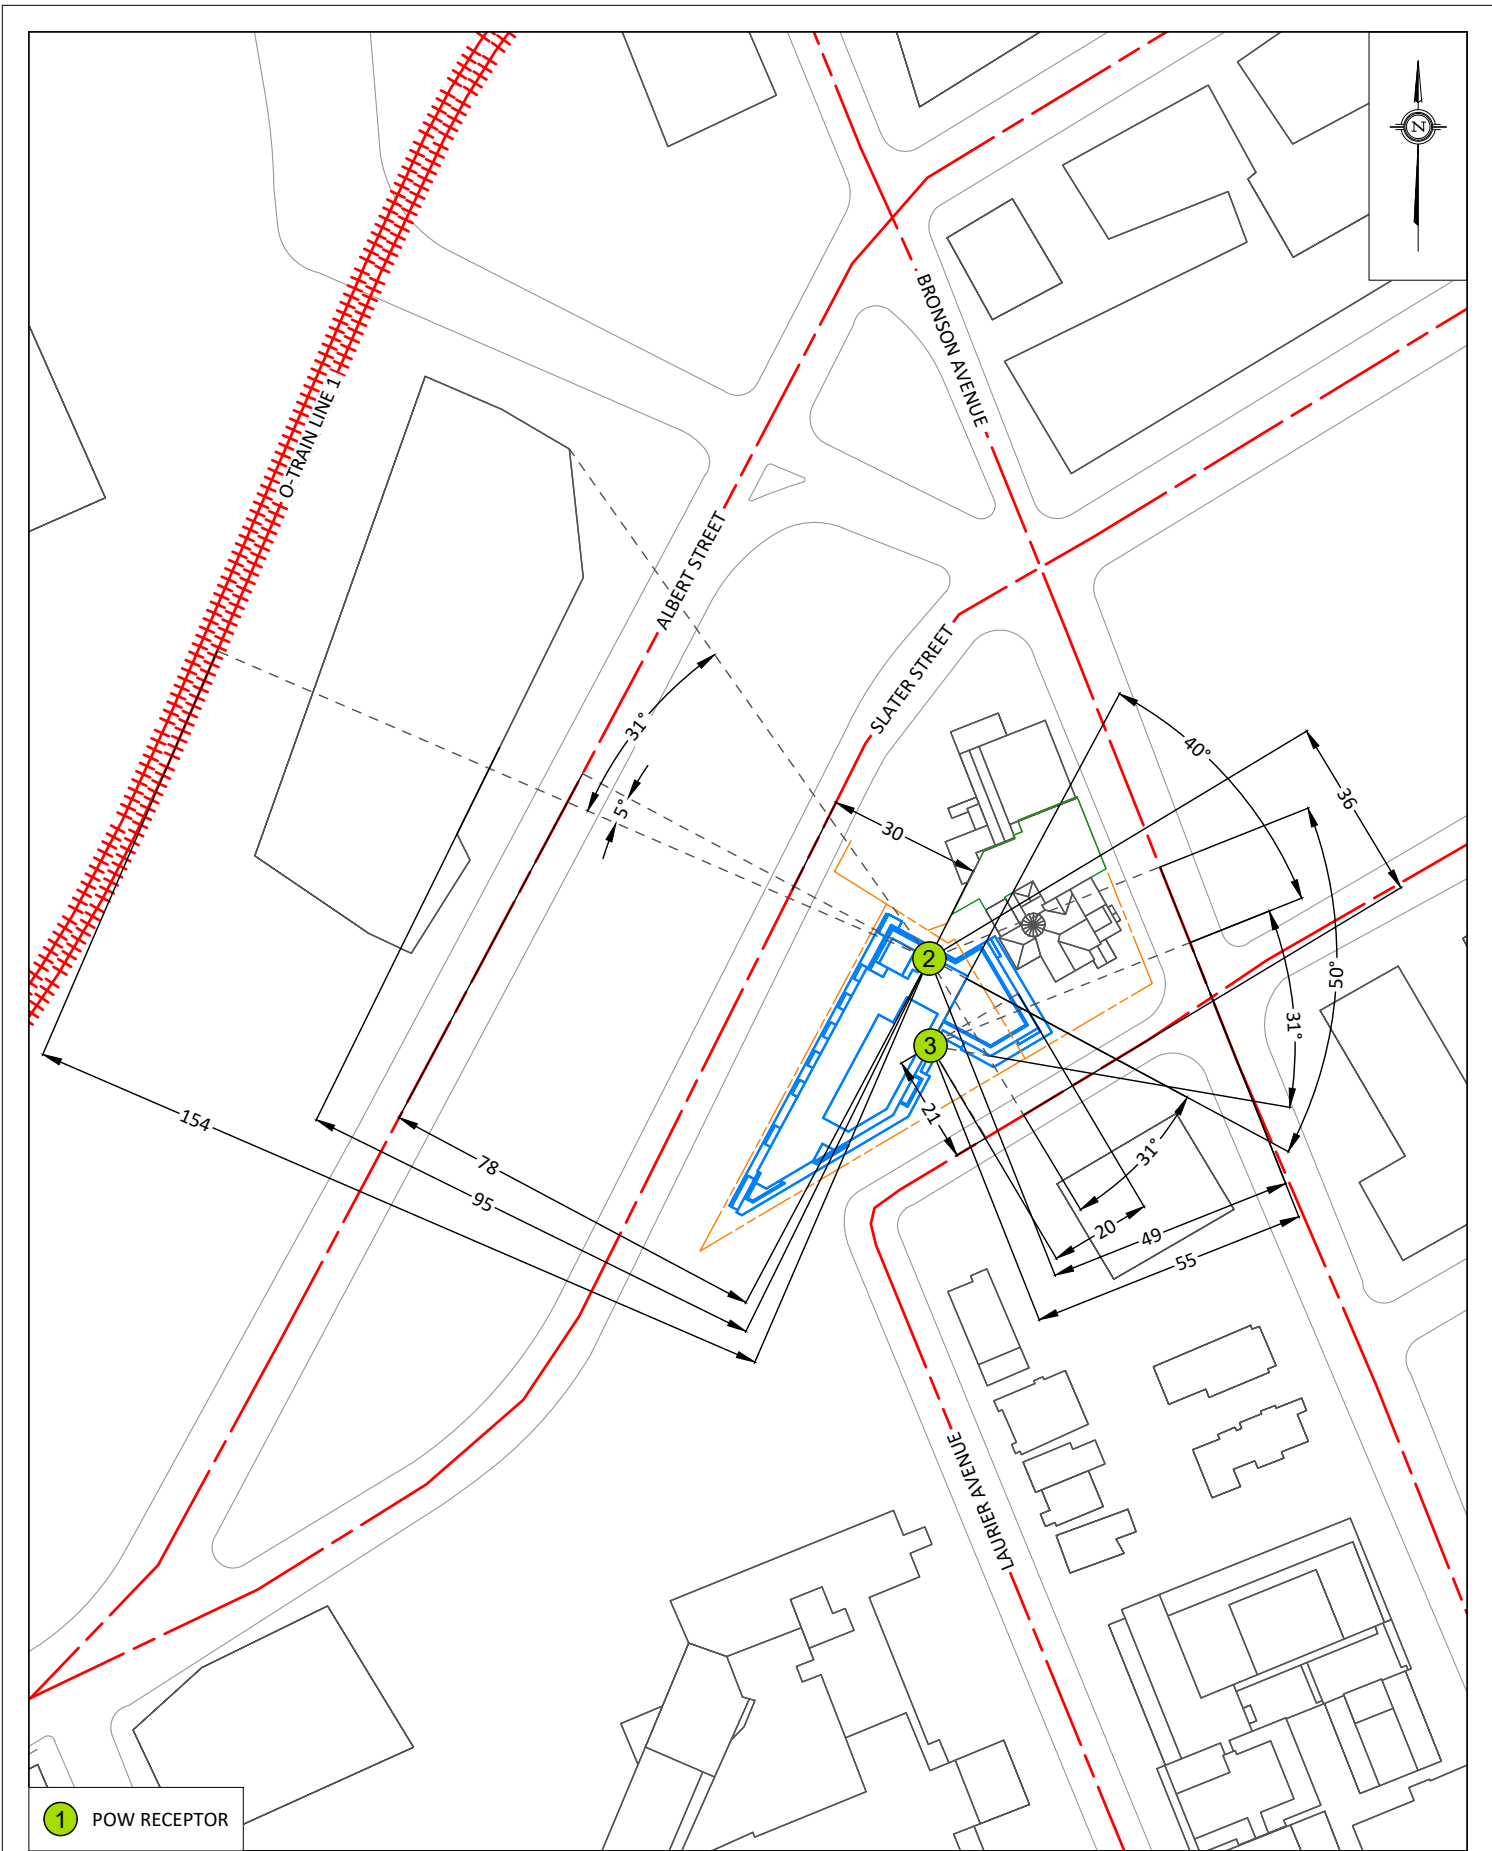 N
BRONSON AVENUE
O-TRAIN LINE 1
ALBERT STREET
SLATER STREET
31°
5°
30
40°
36
50°
31°
2
3
21
31°
154
78
95
20
49
55
LAURIER AVENUE
1 POW RECEPTOR